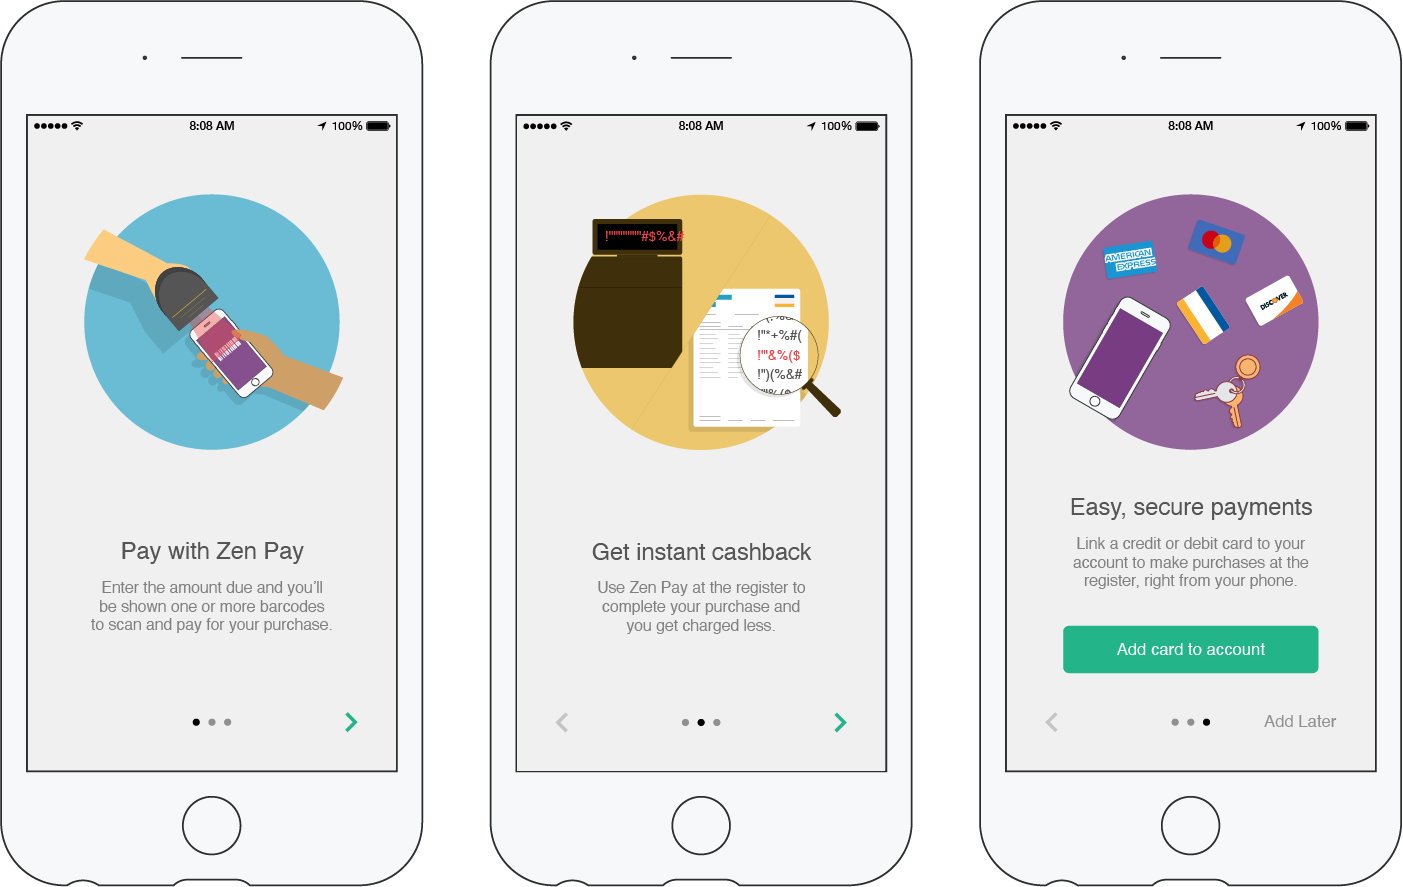 8:08 AM
100%
Pay with Zen Pay
Enter the amount due and you'll
be shown one or more barcodes
to scan and pay for your purchase.
8:08 AM
100%
!"""""""#$%&#
!"*+%#(
!"'&%($
!")(%&#
Get instant cashback
Use Zen Pay at the register to
complete your purchase and
you get charged less.
8:08 AM
100%
AMERICAN
EXPRESS
DISCOVER
Easy, secure payments
Link a credit or debit card to your
account to make purchases at the
register, right from your phone.
Add card to account
Add Later